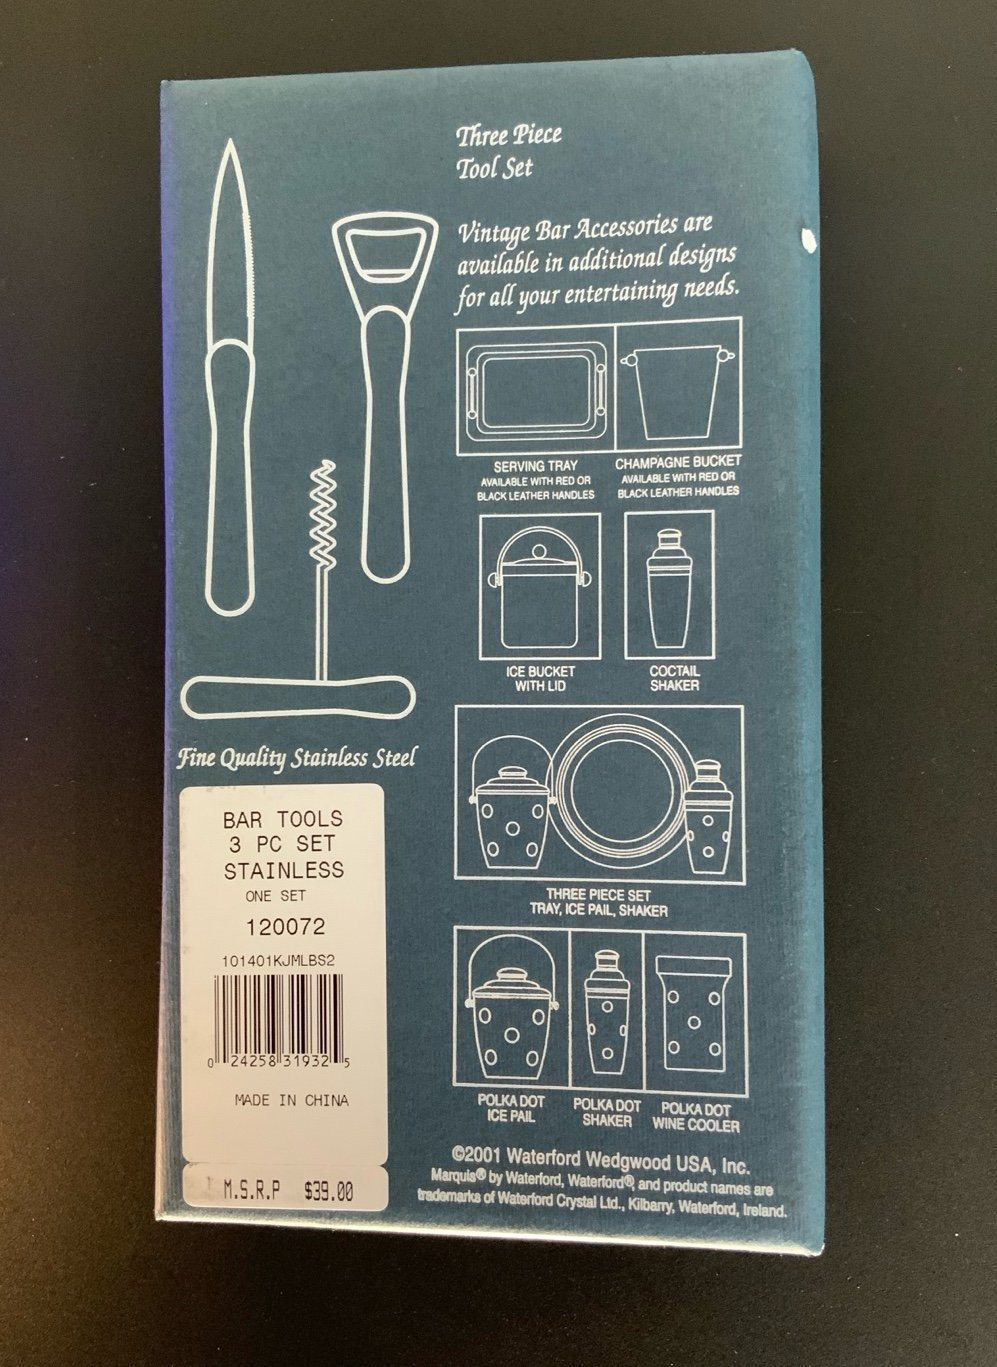 Three Piece
Tool Set
Vintage Bar Accessories are
available in additional designs
for all your entertaining needs.
SERVING TRAY
AVAILABLE WITH RED OR
BLACK LEATHER HANDLES
CHAMPAGNE BUCKET
AVAILABLE WITH RED OR
BLACK LEATHER HANDLES
ICE BUCKET
WITH LID
COCTAIL
SHAKER
Fine Quality Stainless Steel
BAR TOOLS
3 PC SET
STAINLESS
ONE SET
120072
101401KJMLBS2
0 24258 31932 5
MADE IN CHINA
M.S.R.P $39.00
THREE PIECE SET
TRAY, ICE PAIL, SHAKER
POLKA DOT
ICE PAIL
POLKA DOT
SHAKER
POLKA DOT
WINE COOLER
©2001 Waterford Wedgwood USA, Inc.
Marquis® by Waterford, Waterford®, and product names are
trademarks of Waterford Crystal Ltd., Kilbarry, Waterford, Ireland.